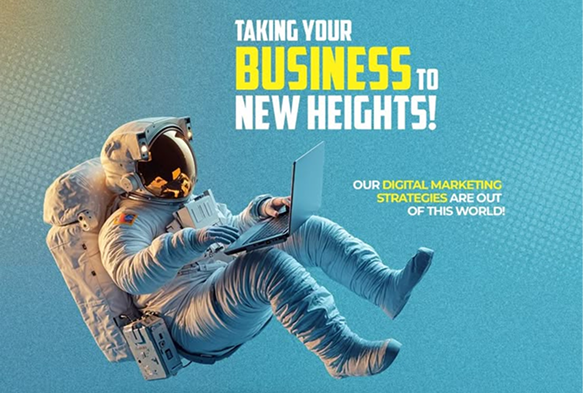 TAKING YOUR
BUSINESS TO
NEW HEIGHTS!
OUR DIGITAL MARKETING
STRATEGIES ARE OUT
OF THIS WORLD!